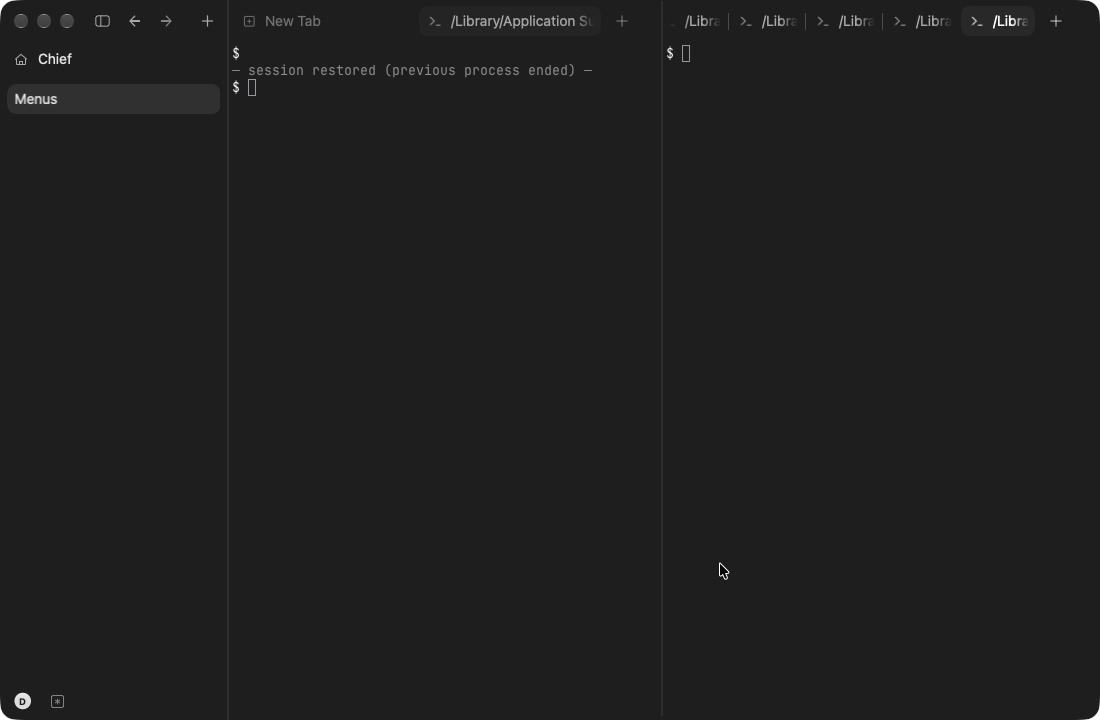 New Tab
/Library/Application Su
/Libra
/Libra
/Libra
/Libra
/Libra
Chief
Menus
$
— session restored (previous process ended) —
$
$
D